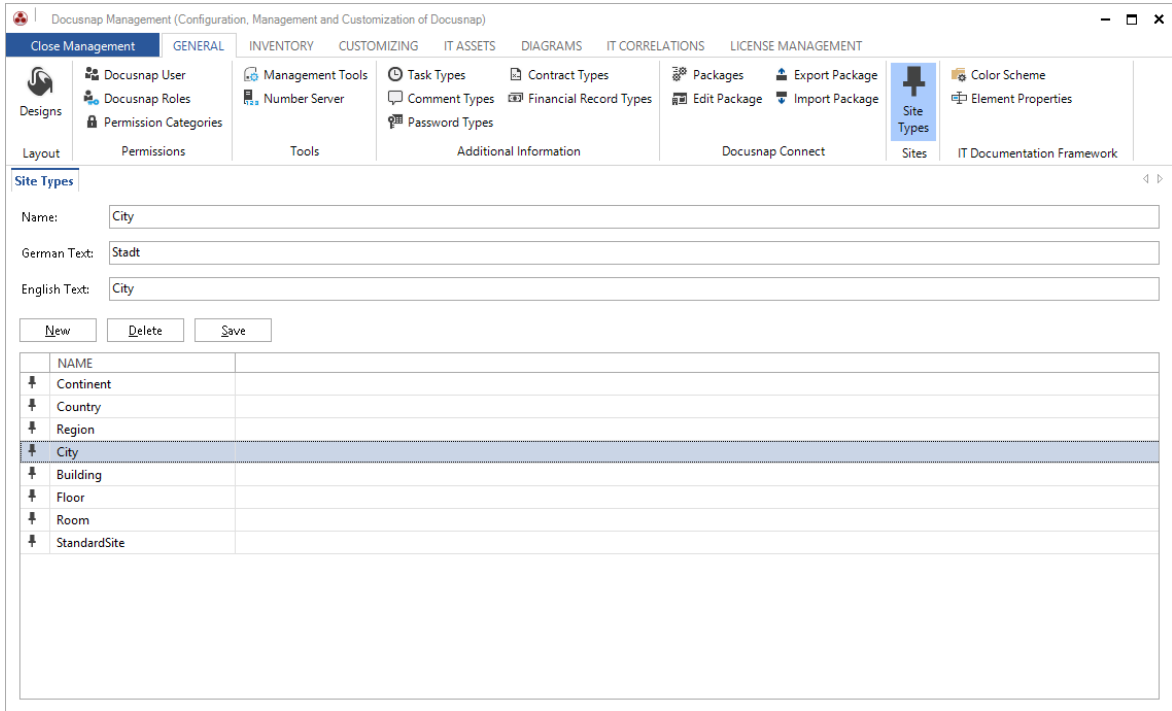 Docusnap Management (Configuration, Management and Customization of Docusnap)
Close Management GENERAL INVENTORY CUSTOMIZING IT ASSETS DIAGRAMS IT CORRELATIONS LICENSE MANAGEMENT
Designs
Layout
Docusnap User
Docusnap Roles
Permission Categories
Permissions
Management Tools
Number Server
Tools
Task Types
Comment Types
Password Types
Contract Types
Financial Record Types
Additional Information
Packages
Edit Package
Export Package
Import Package
Docusnap Connect
Site
Types
Sites
Color Scheme
Element Properties
IT Documentation Framework
Site Types
Name: City
German Text: Stadt
English Text: City
New Delete Save
NAME
Continent
Country
Region
City
Building
Floor
Room
StandardSite